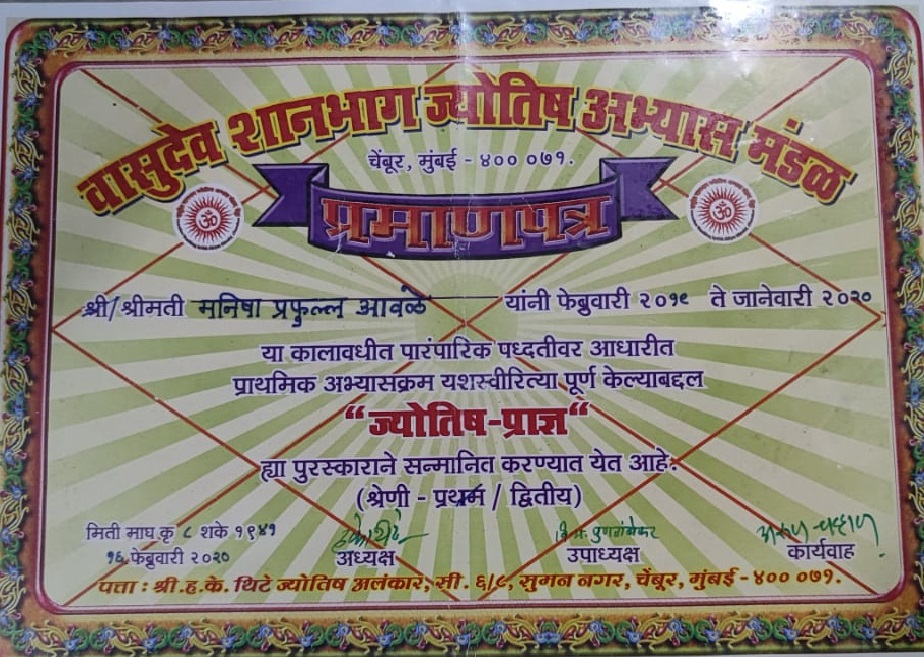 वासुदेव शानभाग ज्योतिष अभ्यास मंडळ
चेंबूर, मुंबई - ४०० ०७१.
प्रमाणपत्र
श्री/श्रीमती मनिषा प्रफुल्ल आवळे यांनी फेब्रुवारी २०१९ ते जानेवारी २०२०
या कालावधीत पारंपारिक पध्दतीवर आधारीत
प्राथमिक अभ्यासक्रम यशस्वीरित्या पूर्ण केल्याबद्दल
“ज्योतिष-प्राज्ञ“
ह्या पुरस्काराने सन्मानित करण्यात येत आहे.
(श्रेणी - प्रथम / द्वितीय)
मिती माघ कृ ८ शके १९४१
१६ फेब्रुवारी २०२०
अध्यक्ष
उपाध्यक्ष
कार्यवाह
पत्ता : श्री.ह.के. थिटे ज्योतिष अलंकार, सी. ६/९, सुमन नगर, चेंबूर, मुंबई - ४०० ०७१.